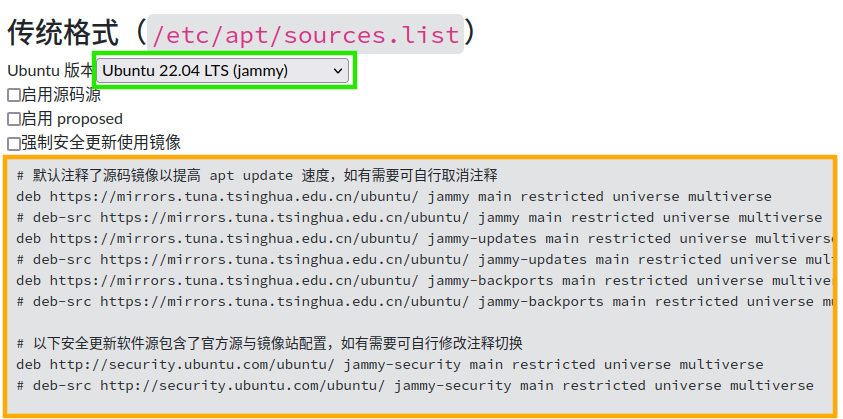 传统格式（/etc/apt/sources.list）
Ubuntu 版本 Ubuntu 22.04 LTS (jammy)
启用源码源
启用 proposed
强制安全更新使用镜像
# 默认注释了源码镜像以提高 apt update 速度，如有需要可自行取消注释
deb https://mirrors.tuna.tsinghua.edu.cn/ubuntu/ jammy main restricted universe multiverse
# deb-src https://mirrors.tuna.tsinghua.edu.cn/ubuntu/ jammy main restricted universe multiverse
deb https://mirrors.tuna.tsinghua.edu.cn/ubuntu/ jammy-updates main restricted universe multiverse
# deb-src https://mirrors.tuna.tsinghua.edu.cn/ubuntu/ jammy-updates main restricted universe mul
deb https://mirrors.tuna.tsinghua.edu.cn/ubuntu/ jammy-backports main restricted universe multiver
# deb-src https://mirrors.tuna.tsinghua.edu.cn/ubuntu/ jammy-backports main restricted universe mu
# 以下安全更新软件源包含了官方源与镜像站配置，如有需要可自行修改注释切换
deb http://security.ubuntu.com/ubuntu/ jammy-security main restricted universe multiverse
# deb-src http://security.ubuntu.com/ubuntu/ jammy-security main restricted universe multiverse